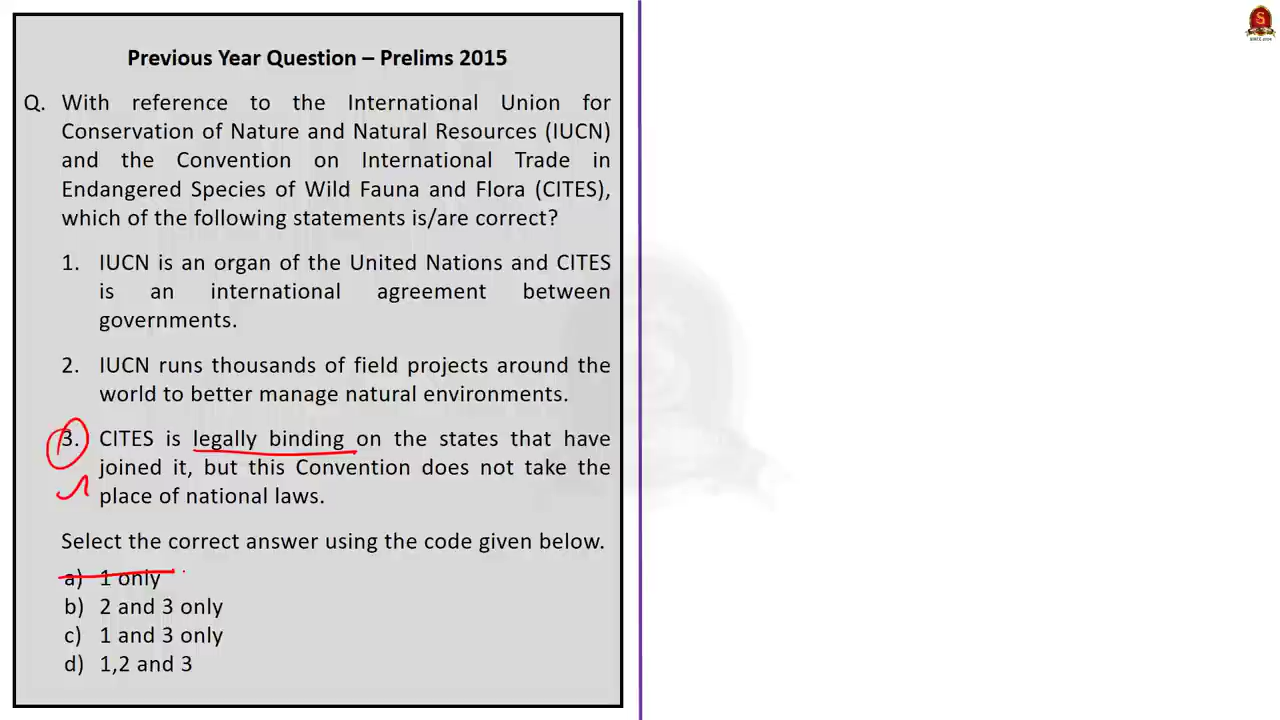 Previous Year Question – Prelims 2015
Q. With reference to the International Union for
Conservation of Nature and Natural Resources (IUCN)
and the Convention on International Trade in
Endangered Species of Wild Fauna and Flora (CITES),
which of the following statements is/are correct?
1. IUCN is an organ of the United Nations and CITES
is an international agreement between
governments.
2. IUCN runs thousands of field projects around the
world to better manage natural environments.
3. CITES is legally binding on the states that have
joined it, but this Convention does not take the
place of national laws.
Select the correct answer using the code given below.
a) 1 only
b) 2 and 3 only
c) 1 and 3 only
d) 1,2 and 3